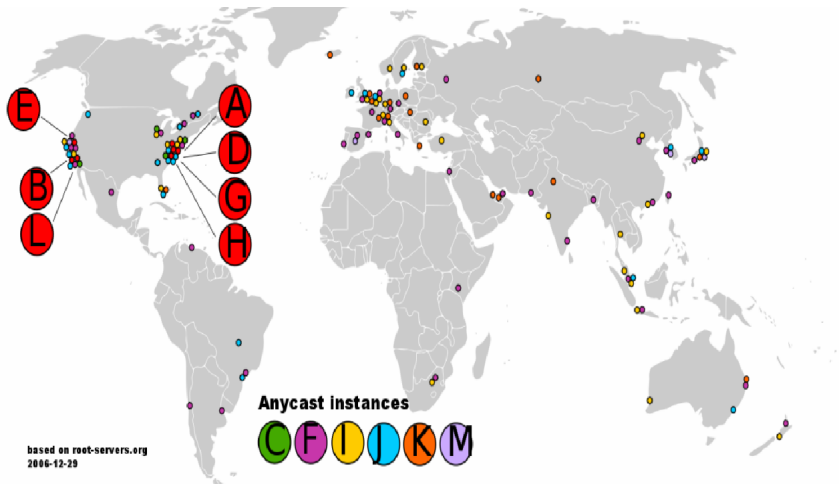 E
A
D
B
G
L
H
Anycast instances
C F I J K M
based on root-servers.org
2006-12-29